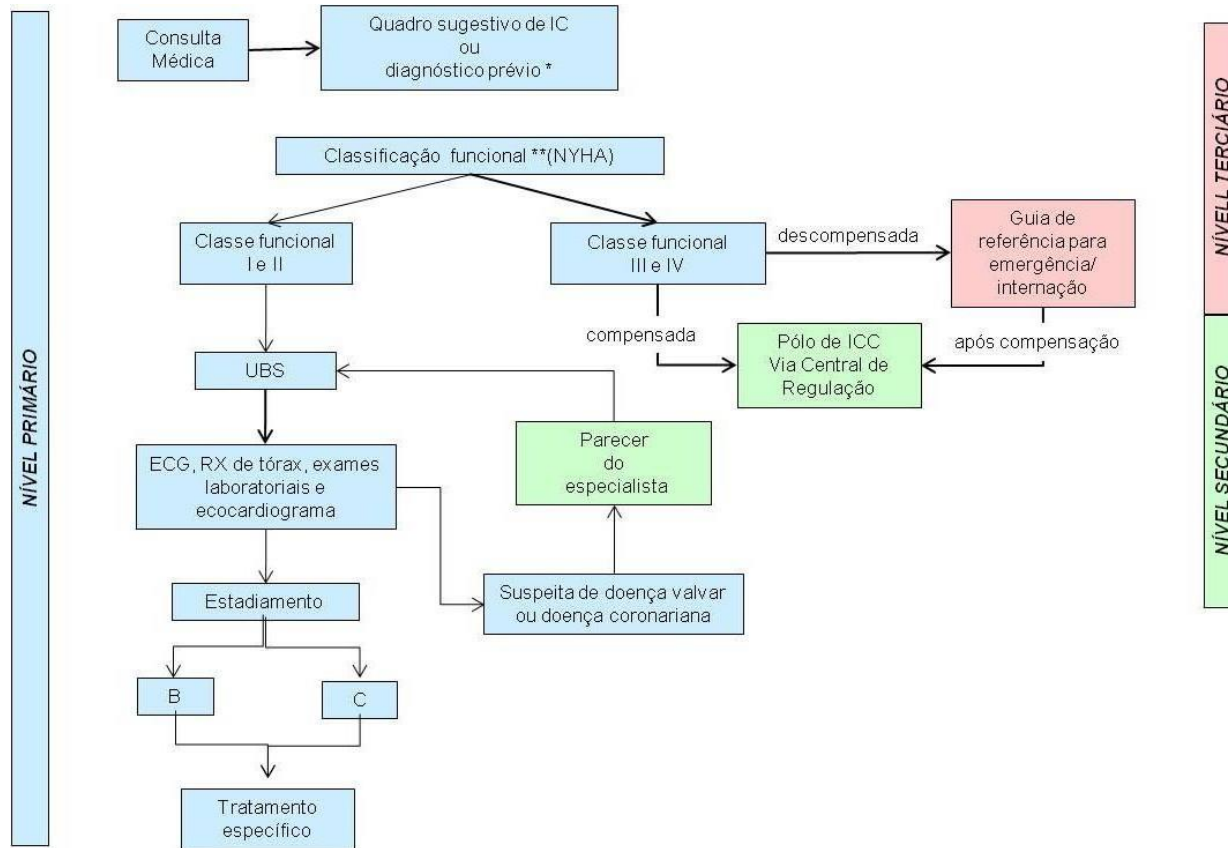 Consulta
Médica
Quadro sugestivo de IC
ou
diagnóstico prévio *
Classificação funcional **(NYHA)
Classe funcional
I e II
Classe funcional
III e IV
descompensada
Guia de
referência para
emergência/
internação
compensada
Pólo de ICC
Via Central de
Regulação
após compensação
UBS
Parecer
do
especialista
ECG, RX de tórax, exames
laboratoriais e
ecocardiograma
Suspeita de doença valvar
ou doença coronariana
Estadiamento
B
C
Tratamento
específico
NÍVEL PRIMÁRIO
NÍVELL TERCIÁRIO
NÍVEL SECUNDÁRIO